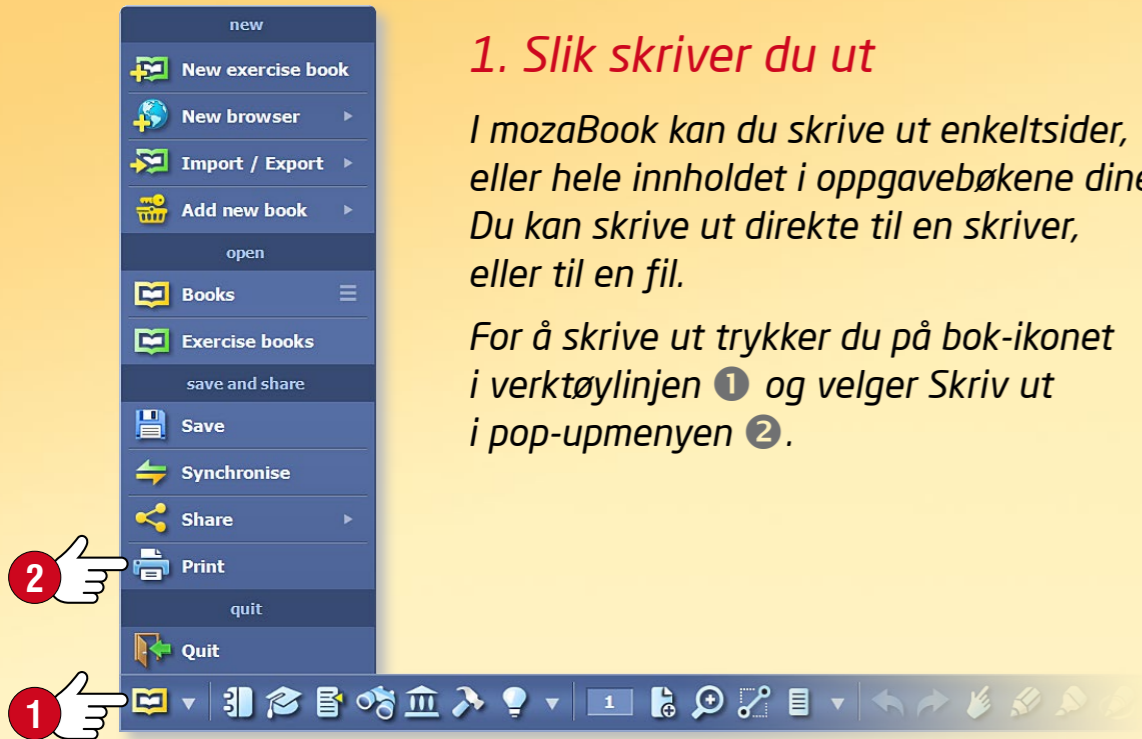 new
New exercise book
New browser
Import / Export
Add new book
open
Books
Exercise books
save and share
Save
Synchronise
Share
2
Print
quit
Quit
1
1
1. Slik skriver du ut
I mozaBook kan du skrive ut enkeltsider,
eller hele innholdet i oppgavebøkene dine
Du kan skrive ut direkte til en skriver,
eller til en fil.
For å skrive ut trykker du på bok-ikonet
i verktøylinjen ❶ og velger Skriv ut
i pop-upmenyen ❷.